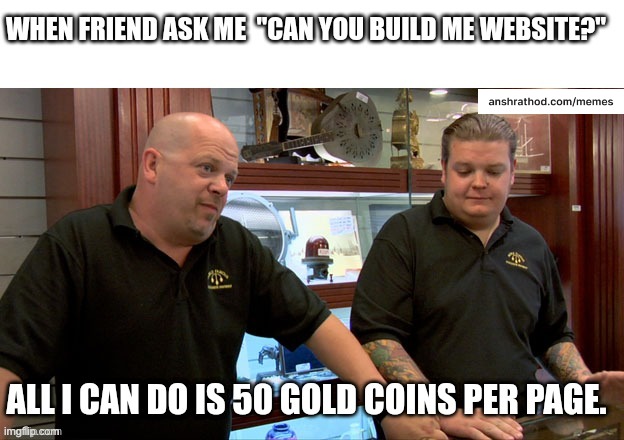 WHEN FRIEND ASK ME "CAN YOU BUILD ME WEBSITE?"
anshrathod.com/memes
ALL I CAN DO IS 50 GOLD COINS PER PAGE.
imgflip.com